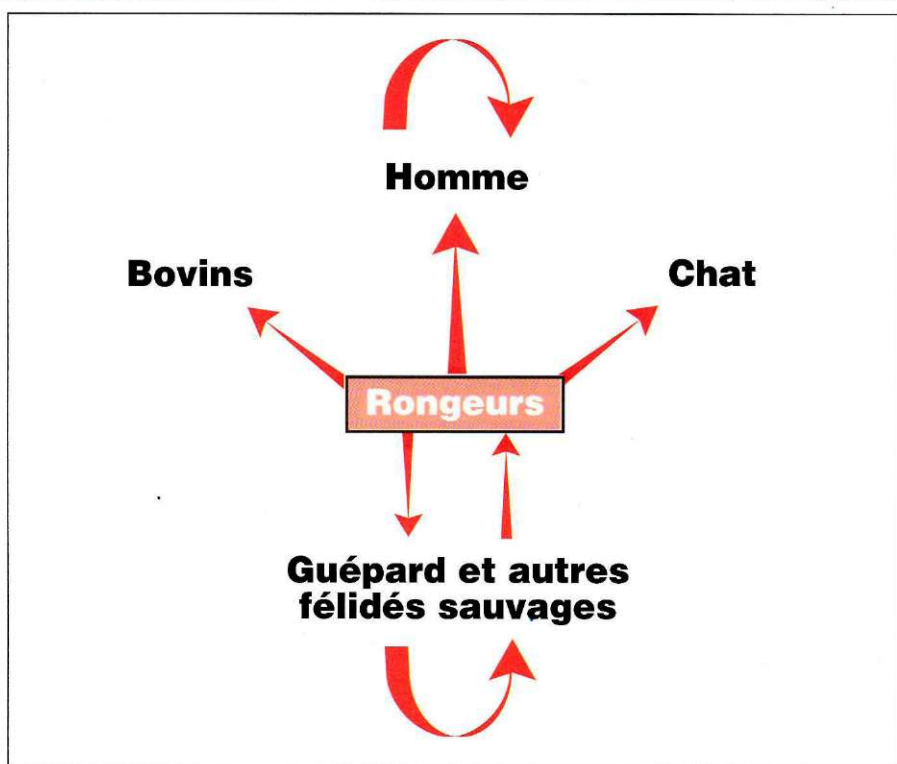 Homme
Bovins
Chat
Rongeurs
Guépard et autres
félidés sauvages